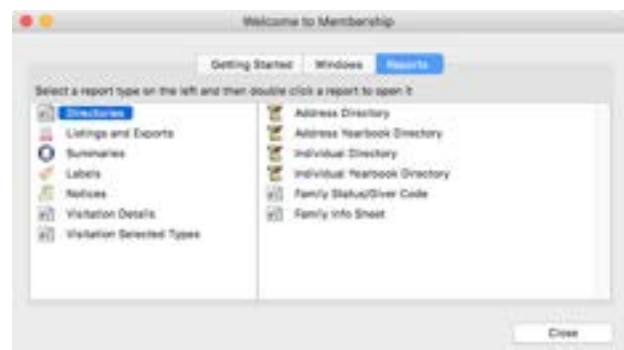 Welcome to Membership
Getting Started Windows Reports
Select a report type on the left and then double click a report to open it
Directories
Listings and Exports
Summaries
Labels
Notices
Visitation Details
Visitation Selected Types
Address Directory
Address Yearbook Directory
Individual Directory
Individual Yearbook Directory
Family Status/Giver Code
Family Info Sheet
Close